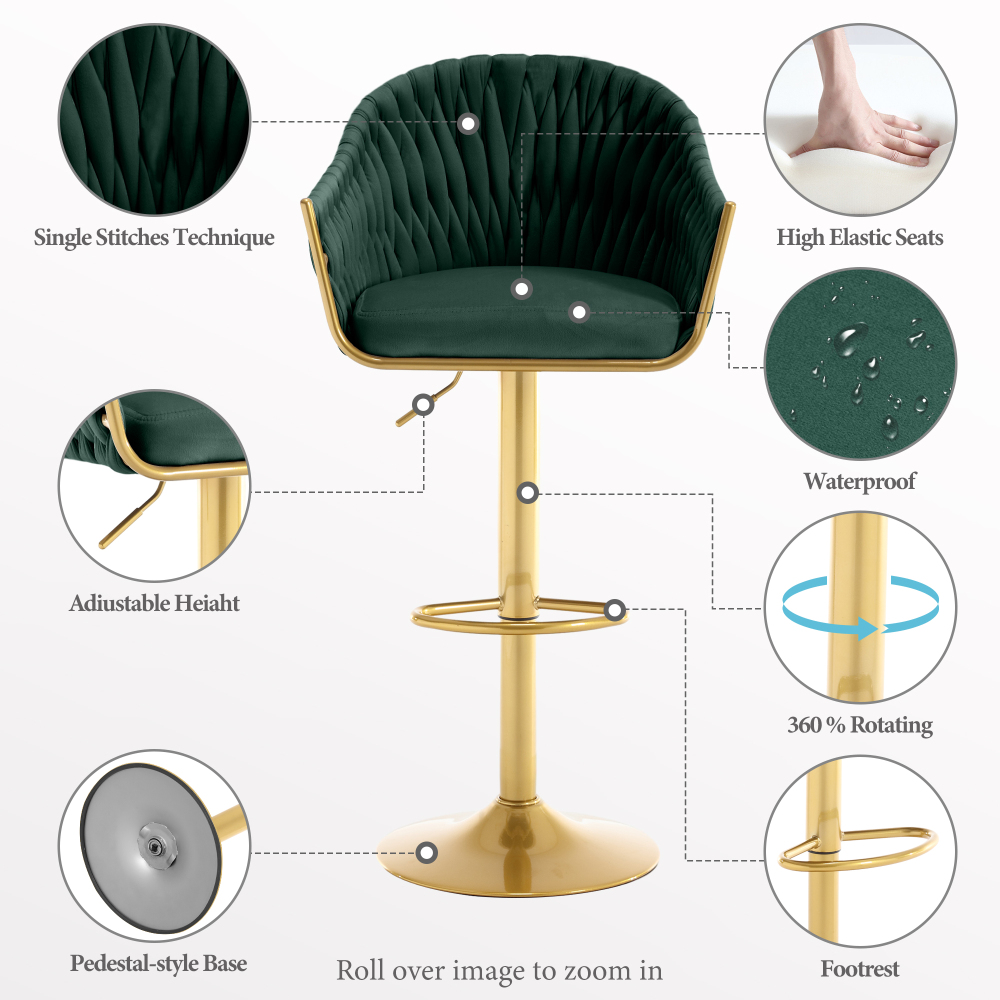 Single Stitches Technique
High Elastic Seats
Waterproof
Adiustable Heiaht
360 % Rotating
Pedestal-style Base
Footrest
Roll over image to zoom in